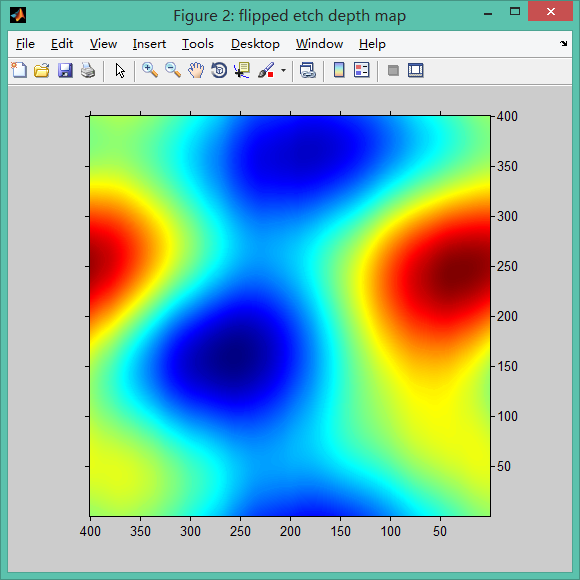 Figure 2: flipped etch depth map
File Edit View Insert Tools Desktop Window Help
400
350
300
250
200
150
100
50
400 350 300 250 200 150 100 50